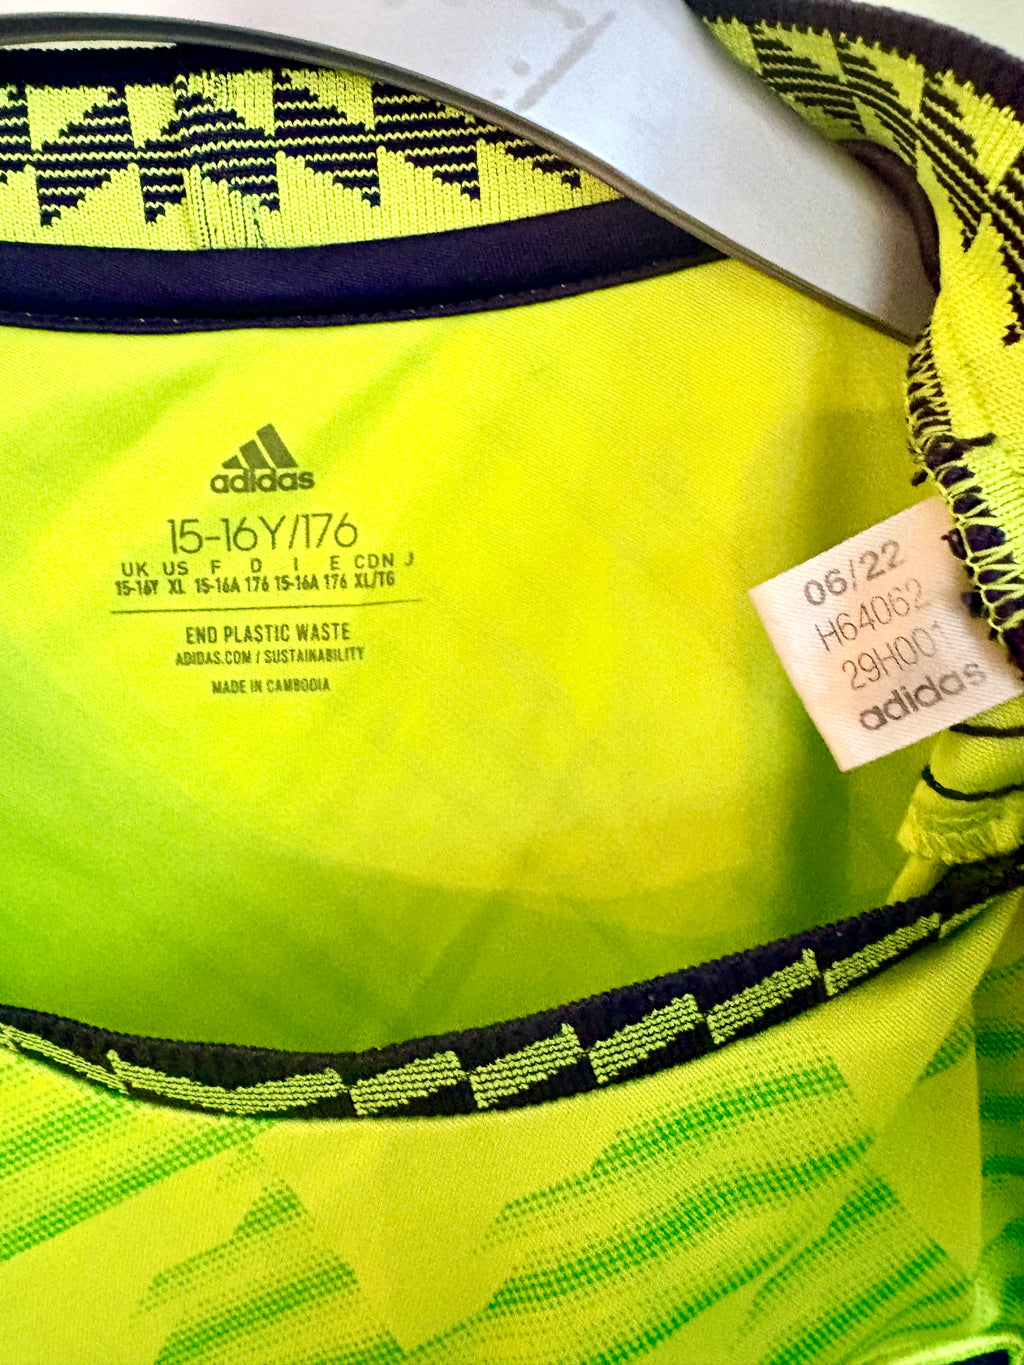 adidas
15-16Y/176
UK US F D I E CDN J
15-16Y XL 15-16A 176 15-16A 176 XL/TG
END PLASTIC WASTE
ADIDAS.COM / SUSTAINABILITY
MADE IN CAMBODIA
06/22
H64062
29H001
adidas